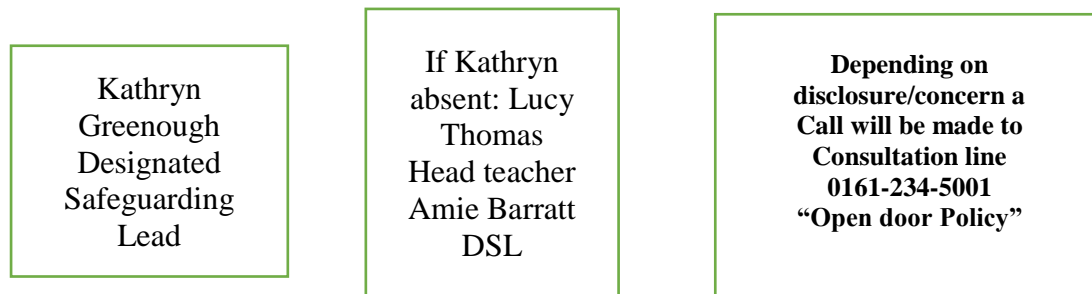 Kathryn
Greenough
Designated
Safeguarding
Lead
If Kathryn
absent: Lucy
Thomas
Head teacher
Amie Barratt
DSL
Depending on
disclosure/concern a
Call will be made to
Consultation line
0161-234-5001
“Open door Policy”